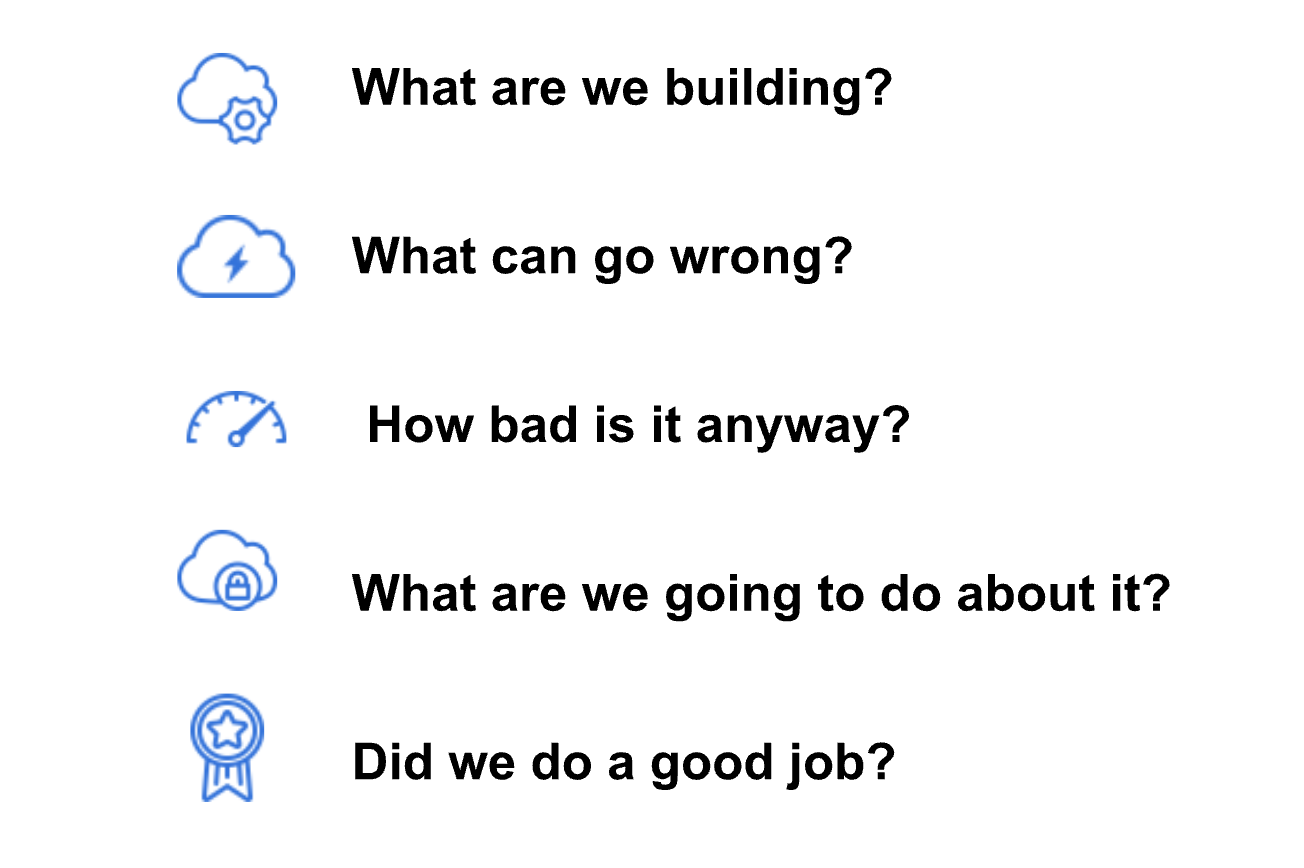 What are we building?
What can go wrong?
How bad is it anyway?
What are we going to do about it?
Did we do a good job?